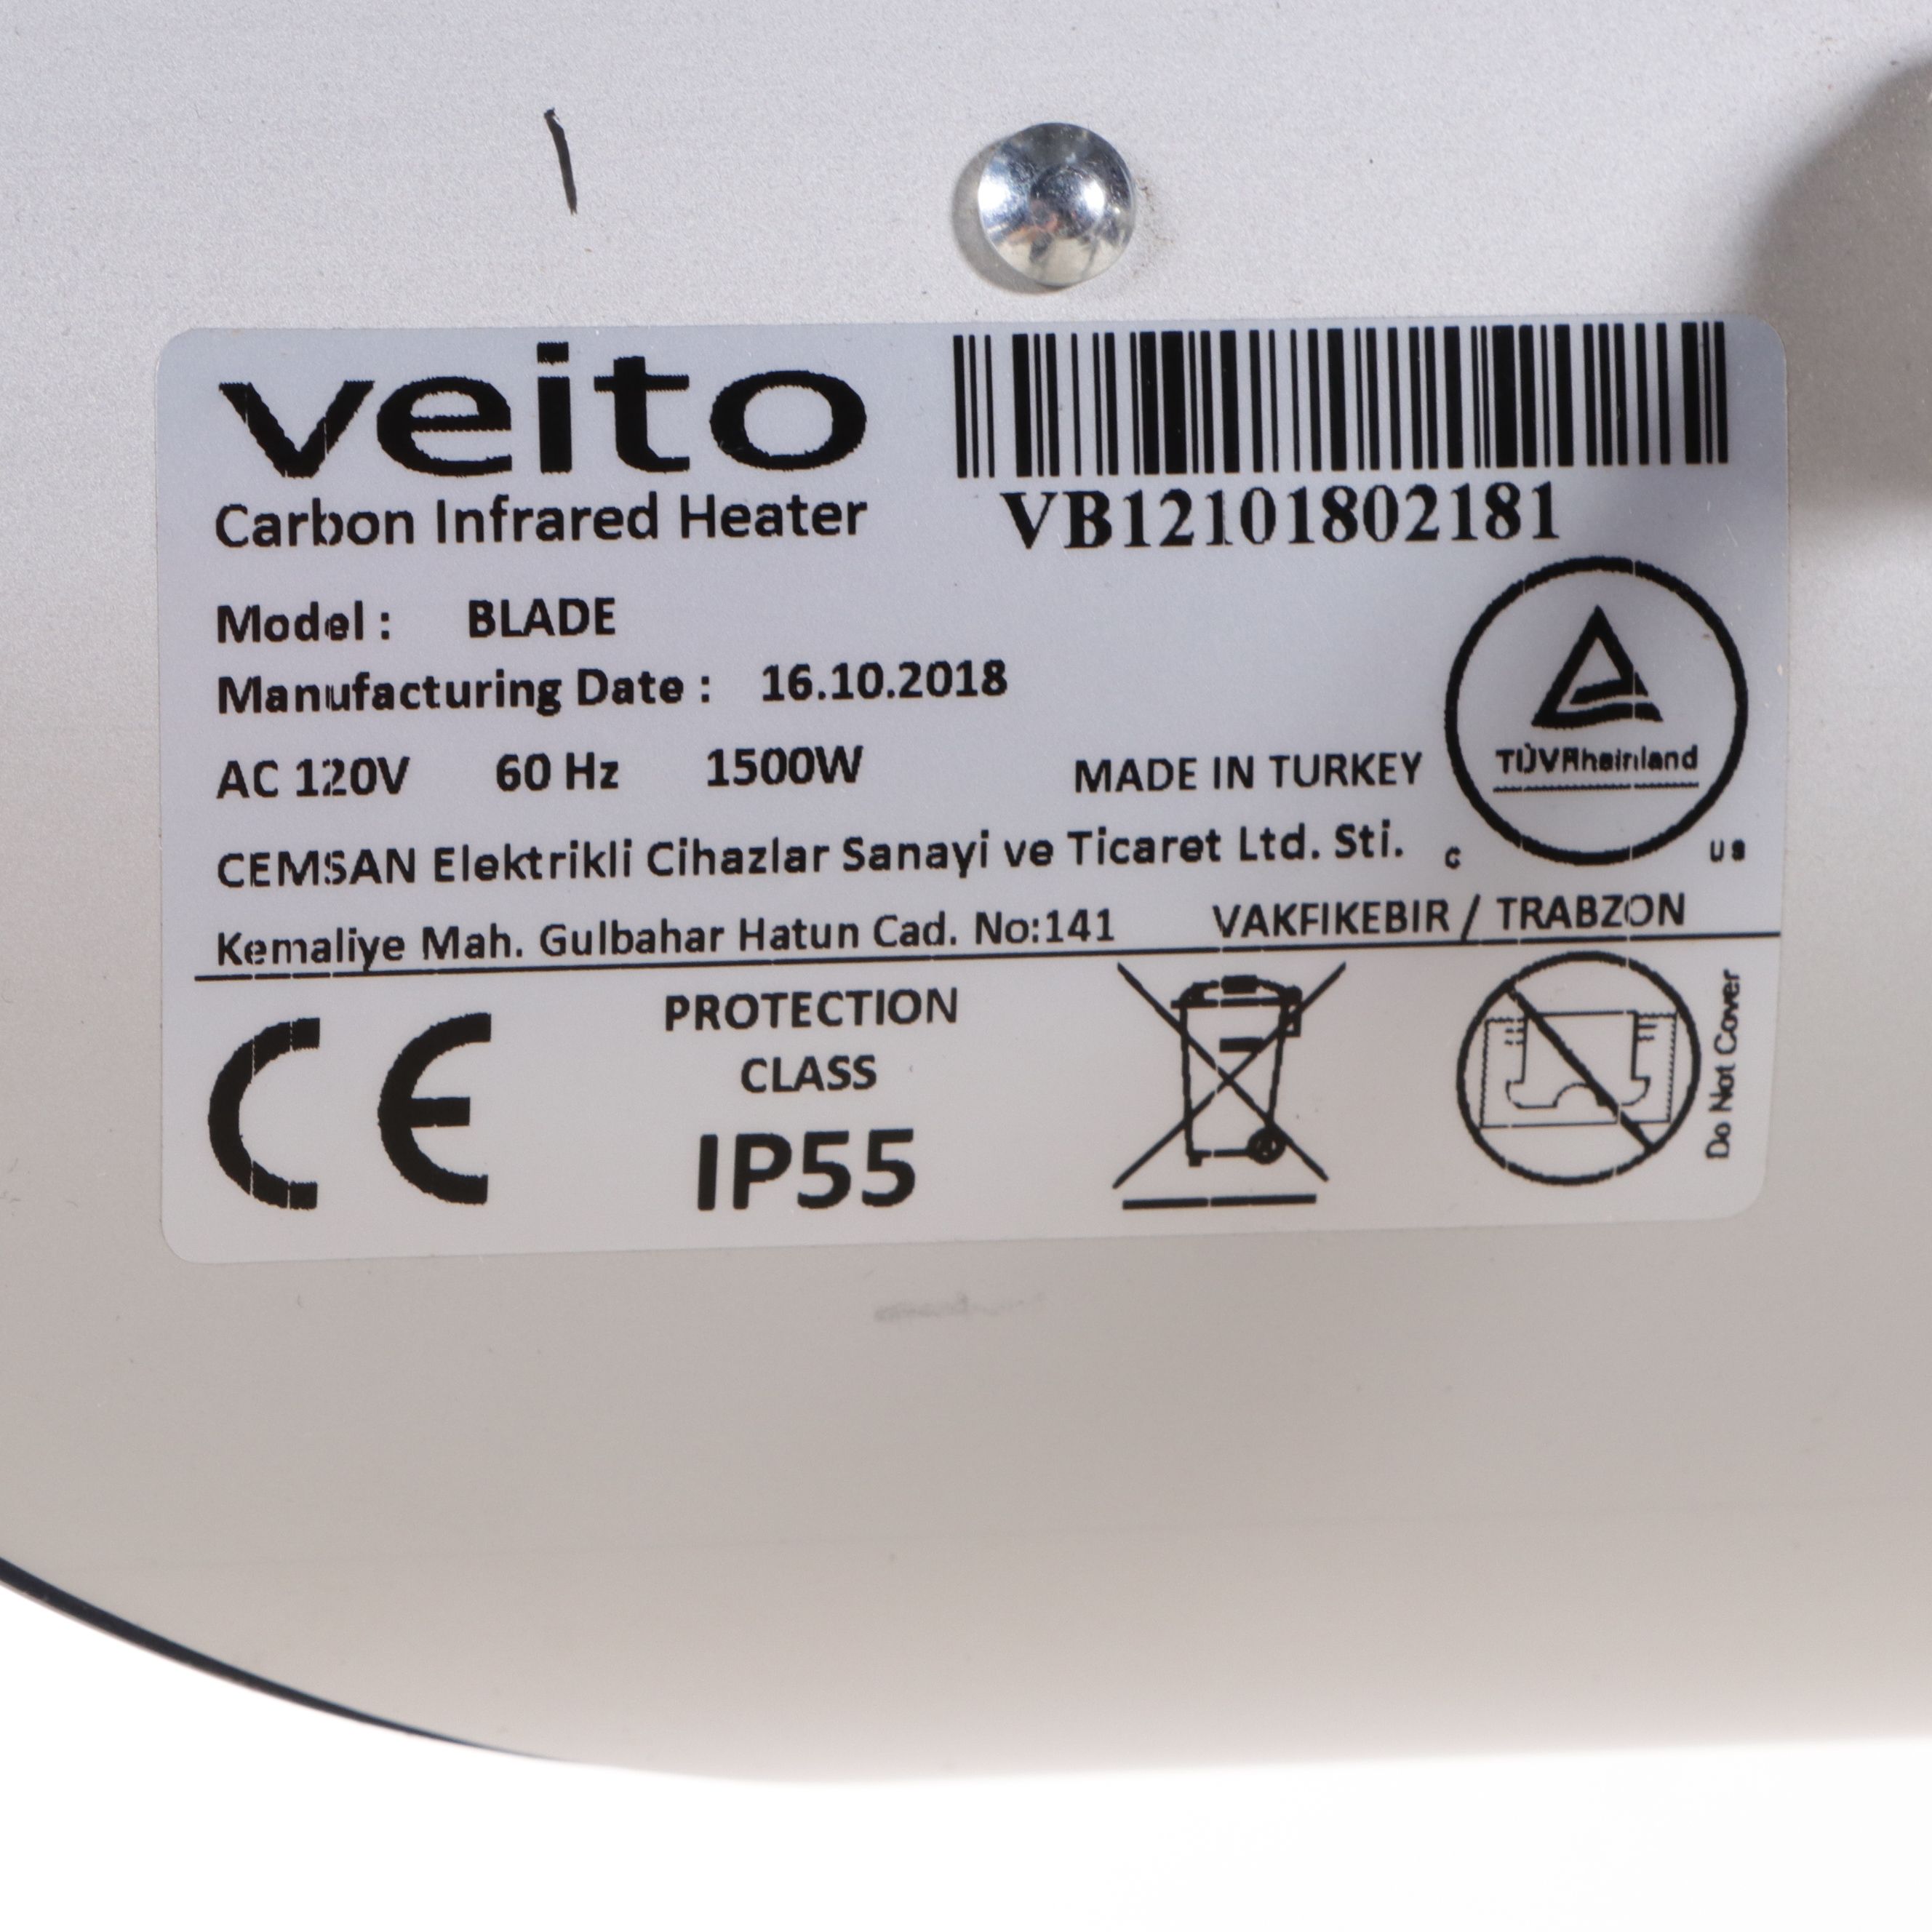 veito
Carbon Infrared Heater
VB12101802181
Model : BLADE
Manufacturing Date : 16.10.2018
AC 120V 60 Hz 1500W MADE IN TURKEY
TÜVRheinland
CEMSAN Elektrikli Cihazlar Sanayi ve Ticaret Ltd. Sti.
c US
Kemaliye Mah. Gulbahar Hatun Cad. No:141 VAKFIKEBIR / TRABZON
CE
PROTECTION
CLASS
IP55
Do Not Cover